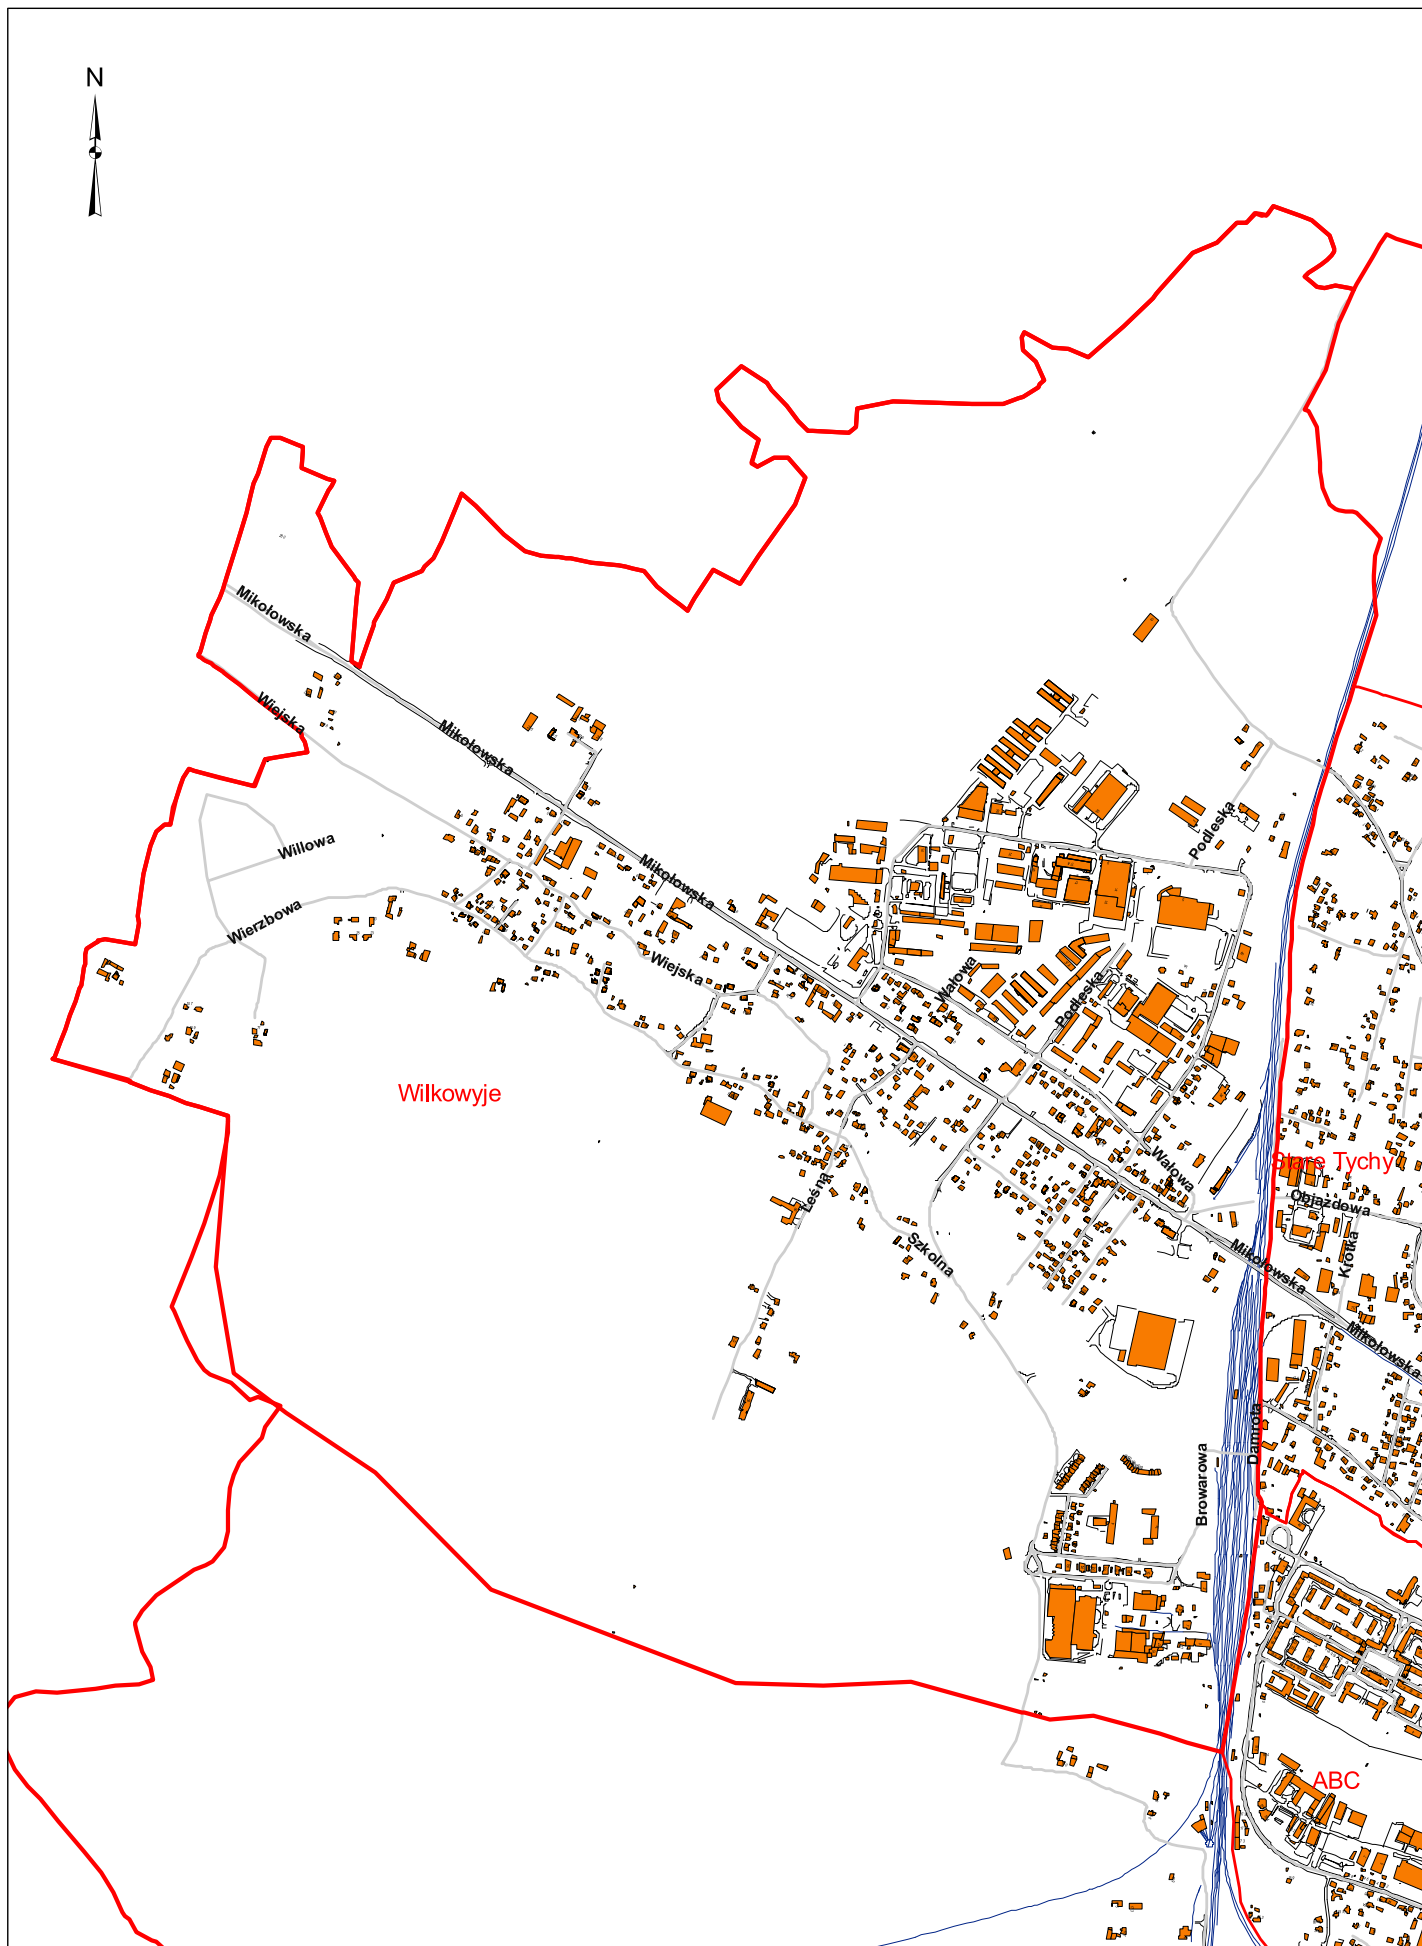 N
Mikołowska
Wiejska
Mikołowska
Willowa
Podleska
Mikołowska
Wierzbowa
Wiejska
Wałowa
Podleska
Wilkowyje
Wałowa
Stare Tychy
Leśna
Objazdowa
Szkolna
Krótka
Mikołowska
Mikołowska
Damrota
Browarowa
ABC